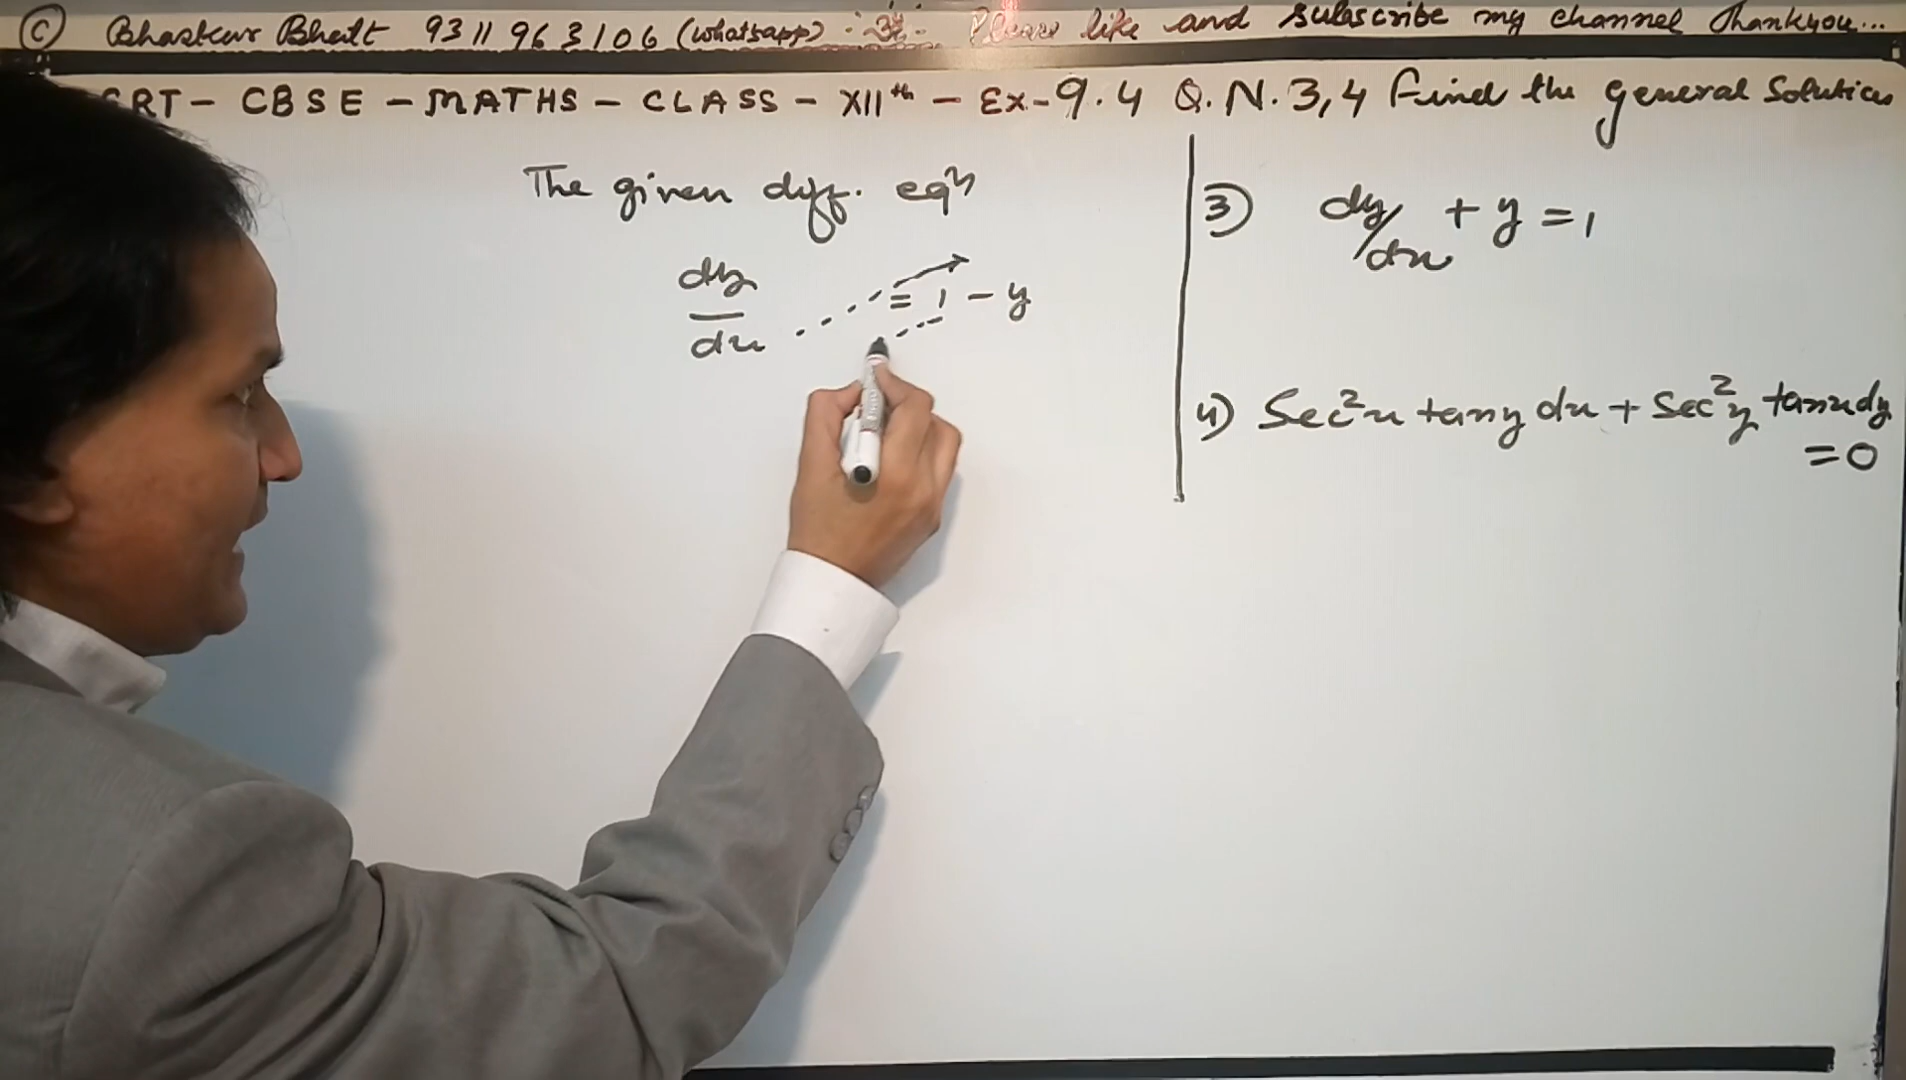 © Bhaskar Bhatt 9311963106 (whatsapp) Please like and subscribe my channel Thankyou...
CRT - CBSE - MATHS - CLASS - XIIth - Ex-9.4 Q.N.3,4 Find the general Solution
The given diff. eqn
dy/dx = 1 - y
3) dy/dx + y = 1
4) Sec²x tany dx + Sec²y tanx dy
= 0